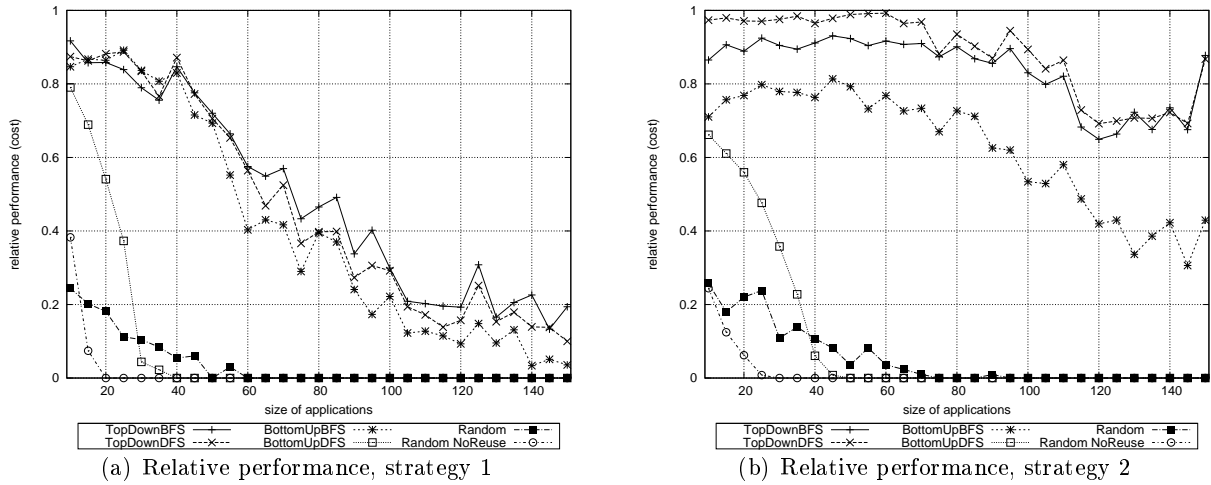 1
0.8
0.6
0.4
0.2
0
20 40 60 80 100 120 140
relative performance (cost)
size of applications
TopDownBFS BottomUpBFS Random
TopDownDFS BottomUpDFS Random NoReuse
(a) Relative performance, strategy 1
1
0.8
0.6
0.4
0.2
0
20 40 60 80 100 120 140
relative performance (cost)
size of applications
TopDownBFS BottomUpBFS Random
TopDownDFS BottomUpDFS Random NoReuse
(b) Relative performance, strategy 2